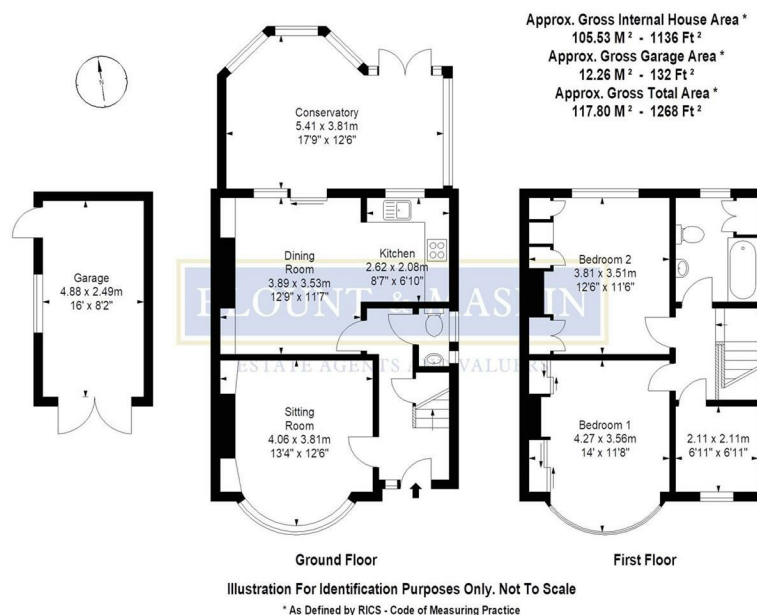 Approx. Gross Internal House Area *
105.53 M² - 1136 Ft²
Approx. Gross Garage Area *
12.26 M² - 132 Ft²
Approx. Gross Total Area *
117.80 M² - 1268 Ft²
N
Conservatory
5.41 x 3.81m
17'9" x 12'6"
Garage
4.88 x 2.49m
16' x 8'2"
Dining
Room
3.89 x 3.53m
12'9" x 11'7"
Kitchen
2.62 x 2.08m
8'7" x 6'10"
Bedroom 2
3.81 x 3.51m
12'6" x 11'6"
BLOUNT & MASLIN
ESTATE AGENTS AND VALUERS
Sitting
Room
4.06 x 3.81m
13'4" x 12'6"
Bedroom 1
4.27 x 3.56m
14' x 11'8"
2.11 x 2.11m
6'11" x 6'11"
Ground Floor
First Floor
Illustration For Identification Purposes Only. Not To Scale
* As Defined by RICS - Code of Measuring Practice